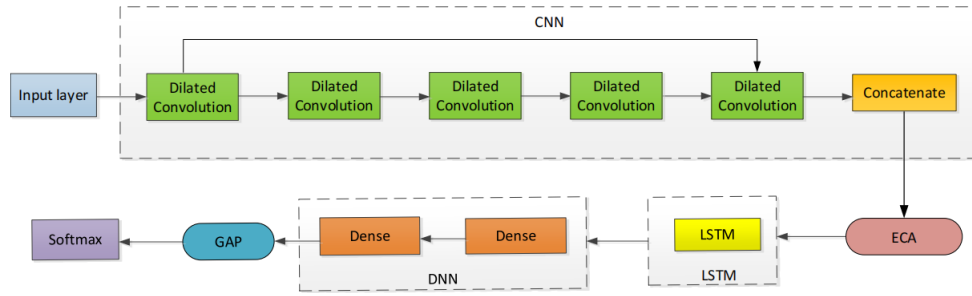 CNN
Input layer
Dilated
Convolution
Dilated
Convolution
Dilated
Convolution
Dilated
Convolution
Dilated
Convolution
Concatenate
Softmax
GAP
Dense
Dense
DNN
LSTM
LSTM
ECA